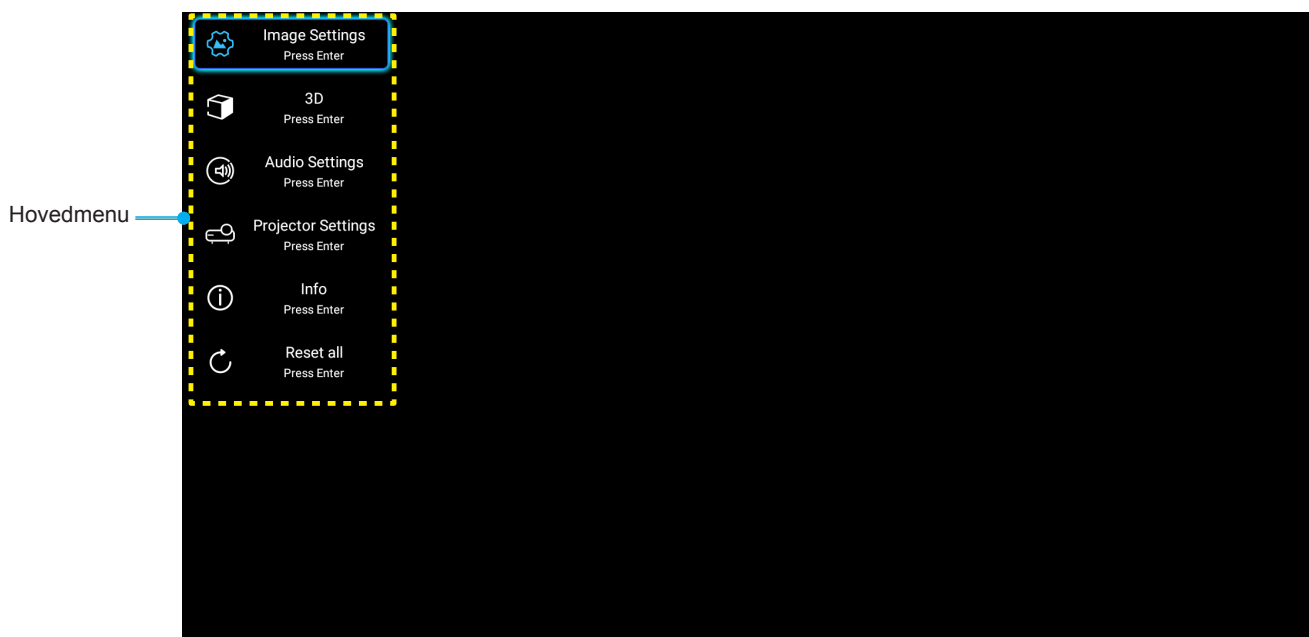 Image Settings
Press Enter
3D
Press Enter
Audio Settings
Press Enter
Hovedmenu
Projector Settings
Press Enter
Info
Press Enter
Reset all
Press Enter